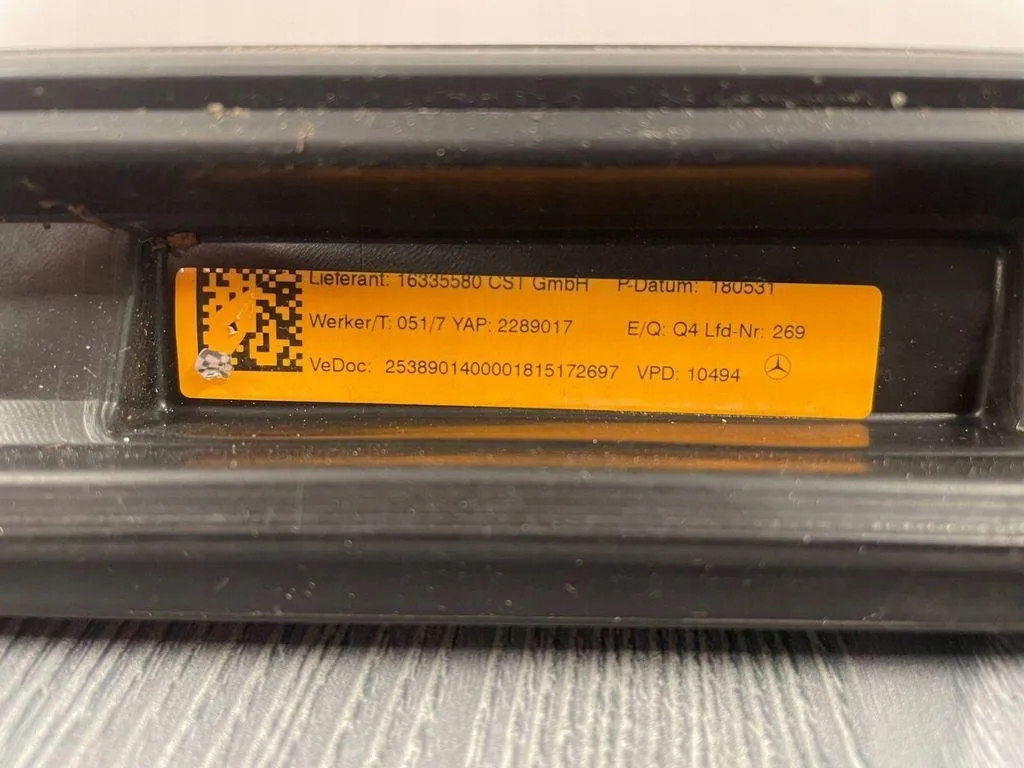 Lieferant: 16335580 CST GmbH P-Datum: 180531
Werker/T: 051/7 YAP: 2289017 E/Q: Q4 Lfd-Nr: 269
VeDoc: 2538901400001815172697 VPD: 10494